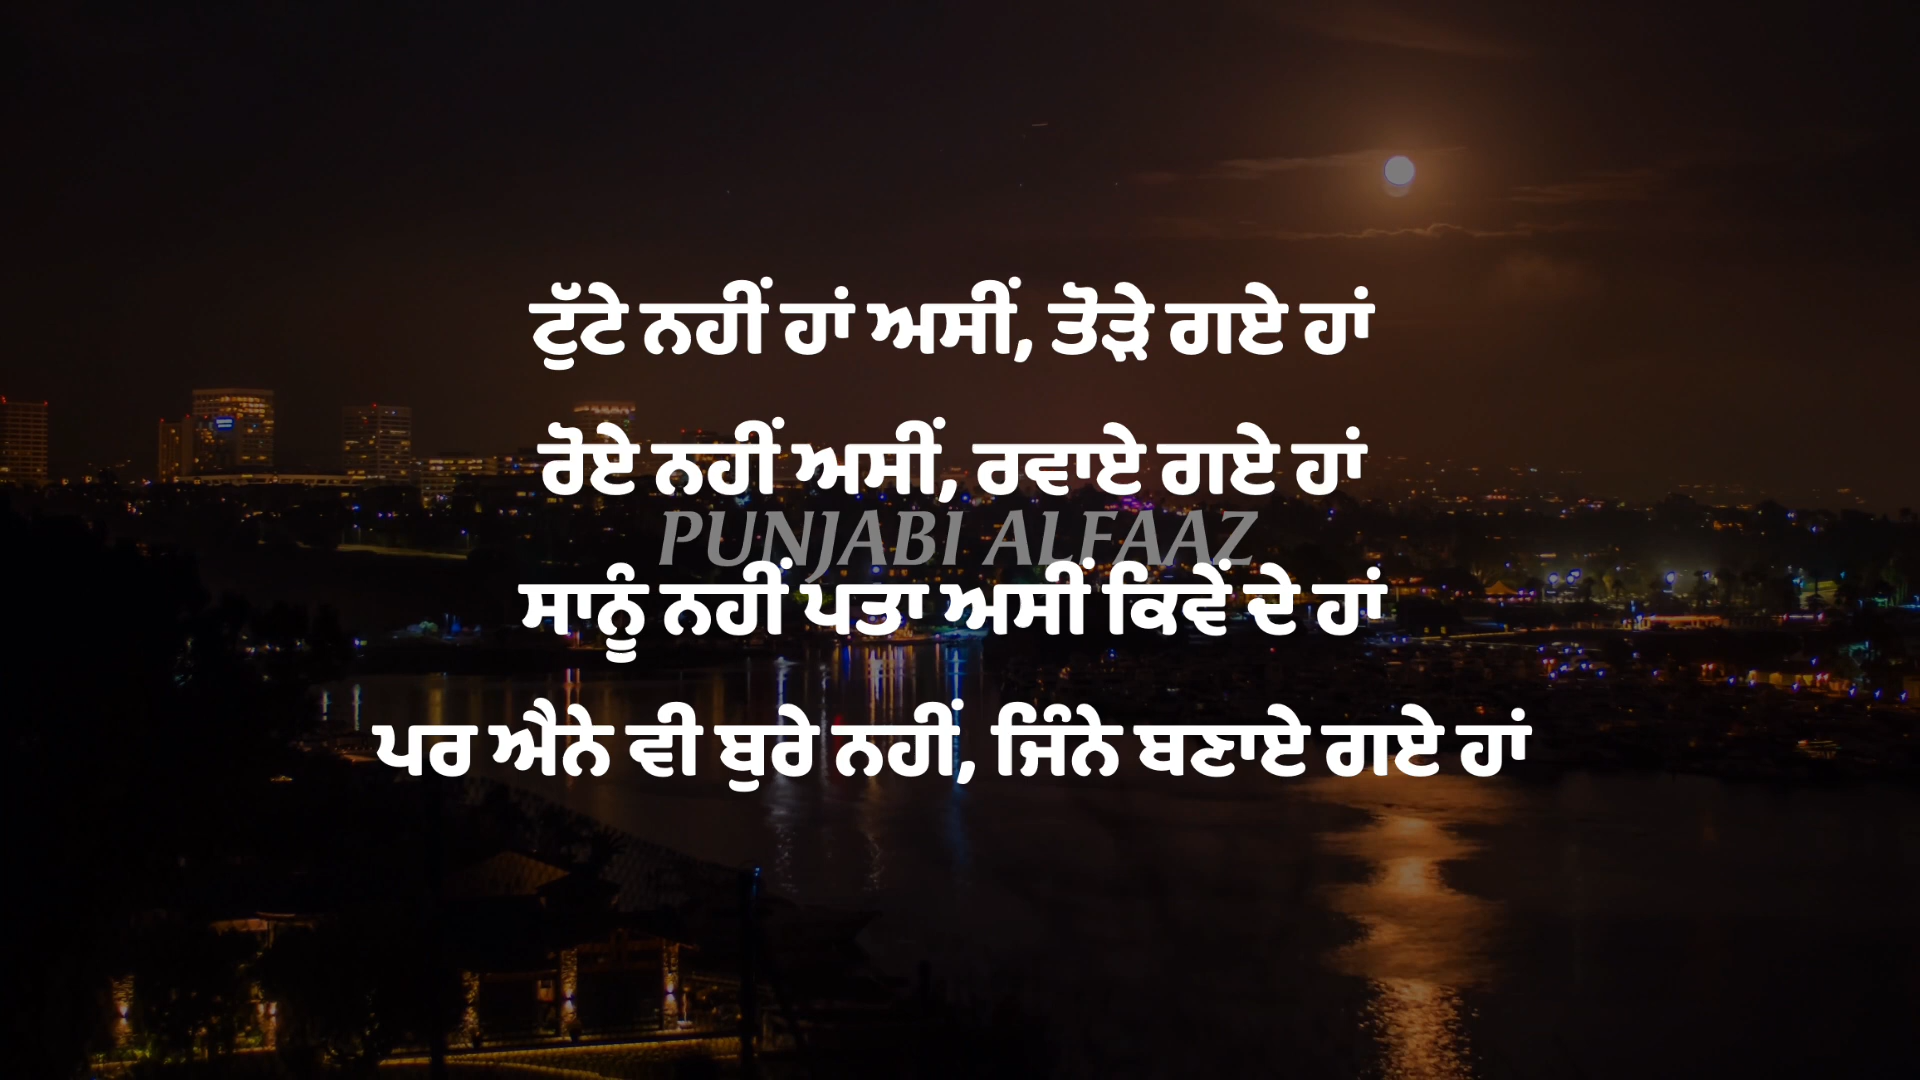 ਟੁੱਟੇ ਨਹੀਂ ਹਾਂ ਅਸੀਂ, ਤੋੜੇ ਗਏ ਹਾਂ
ਰੋਏ ਨਹੀਂ ਅਸੀਂ, ਰਵਾਏ ਗਏ ਹਾਂ
PUNJABI ALFAAZ
ਸਾਨੂੰ ਨਹੀਂ ਪਤਾ ਅਸੀਂ ਕਿਵੇਂ ਦੇ ਹਾਂ
ਪਰ ਐਨੇ ਵੀ ਬੁਰੇ ਨਹੀਂ, ਜਿੰਨੇ ਬਣਾਏ ਗਏ ਹਾਂ